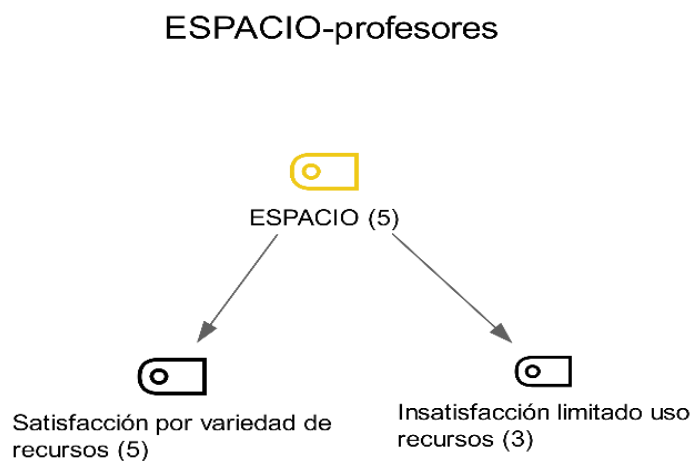 ESPACIO-profesores
ESPACIO (5)
Satisfacción por variedad de
recursos (5)
Insatisfacción limitado uso
recursos (3)